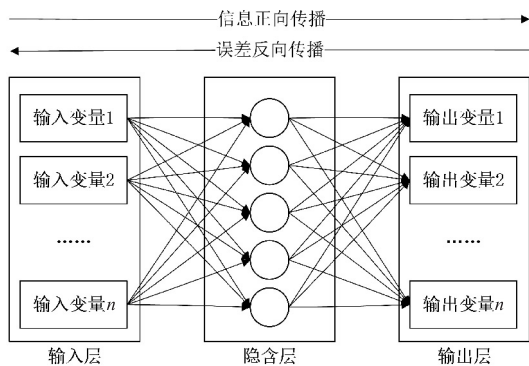 信息正向传播
误差反向传播
输入变量1
输出变量1
输入变量2
输出变量2
……
……
输入变量n
输出变量n
输入层
隐含层
输出层